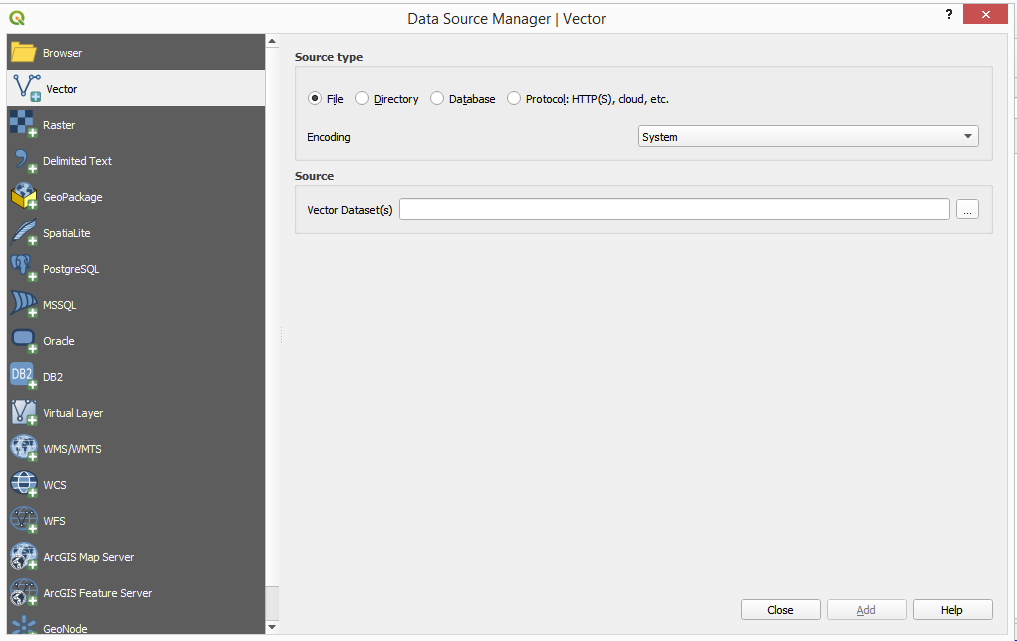 Data Source Manager | Vector
?
Browser
Vector
Raster
Delimited Text
GeoPackage
SpatiaLite
PostgreSQL
MSSQL
Oracle
DB2 DB2
Virtual Layer
WMS/WMTS
WCS
WFS
ArcGIS Map Server
ArcGIS Feature Server
GeoNode
Source type
File Directory Database Protocol: HTTP(S), cloud, etc.
Encoding System
Source
Vector Dataset(s) ...
Close Add Help